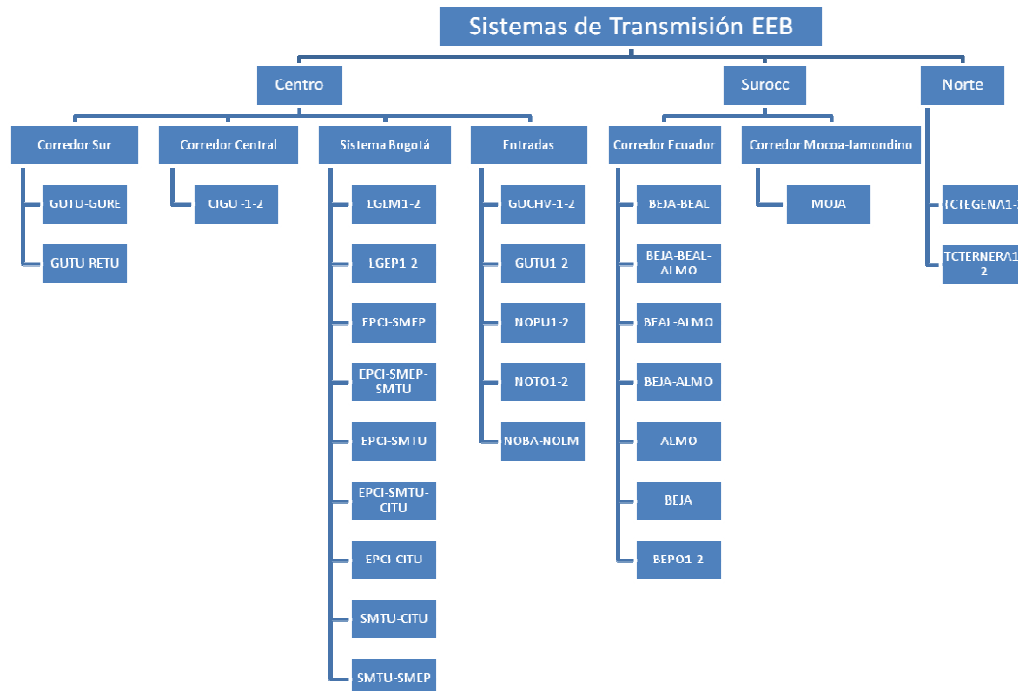 Sistemas de Transmisión EEB
Centro
Surocc
Norte
Corredor Sur
Corredor Central
Sistema Bogotá
Entradas
Corredor Ecuador
Corredor Mocoa-Jamondino
GUTU-GURE
GUTU RETU
CIGU -1-2
LGLM1-2
LGEP1 2
EPCI-SMEP
EPCI-SMEP-
SMTU
EPCI-SMTU
EPCI-SMTU-
CITU
EPCI CITU
SMTU-CITU
SMTU-SMEP
GUCHV-1-2
GUTU1 2
NOPU1-2
NOTO1-2
NOBA-NOLM
BEJA-BEAL
BEJA-BEAL-
ALMO
BEAL-ALMO
BEJA-ALMO
ALMO
BEJA
BEPO1 2
MOJA
TCTERNERA1
2